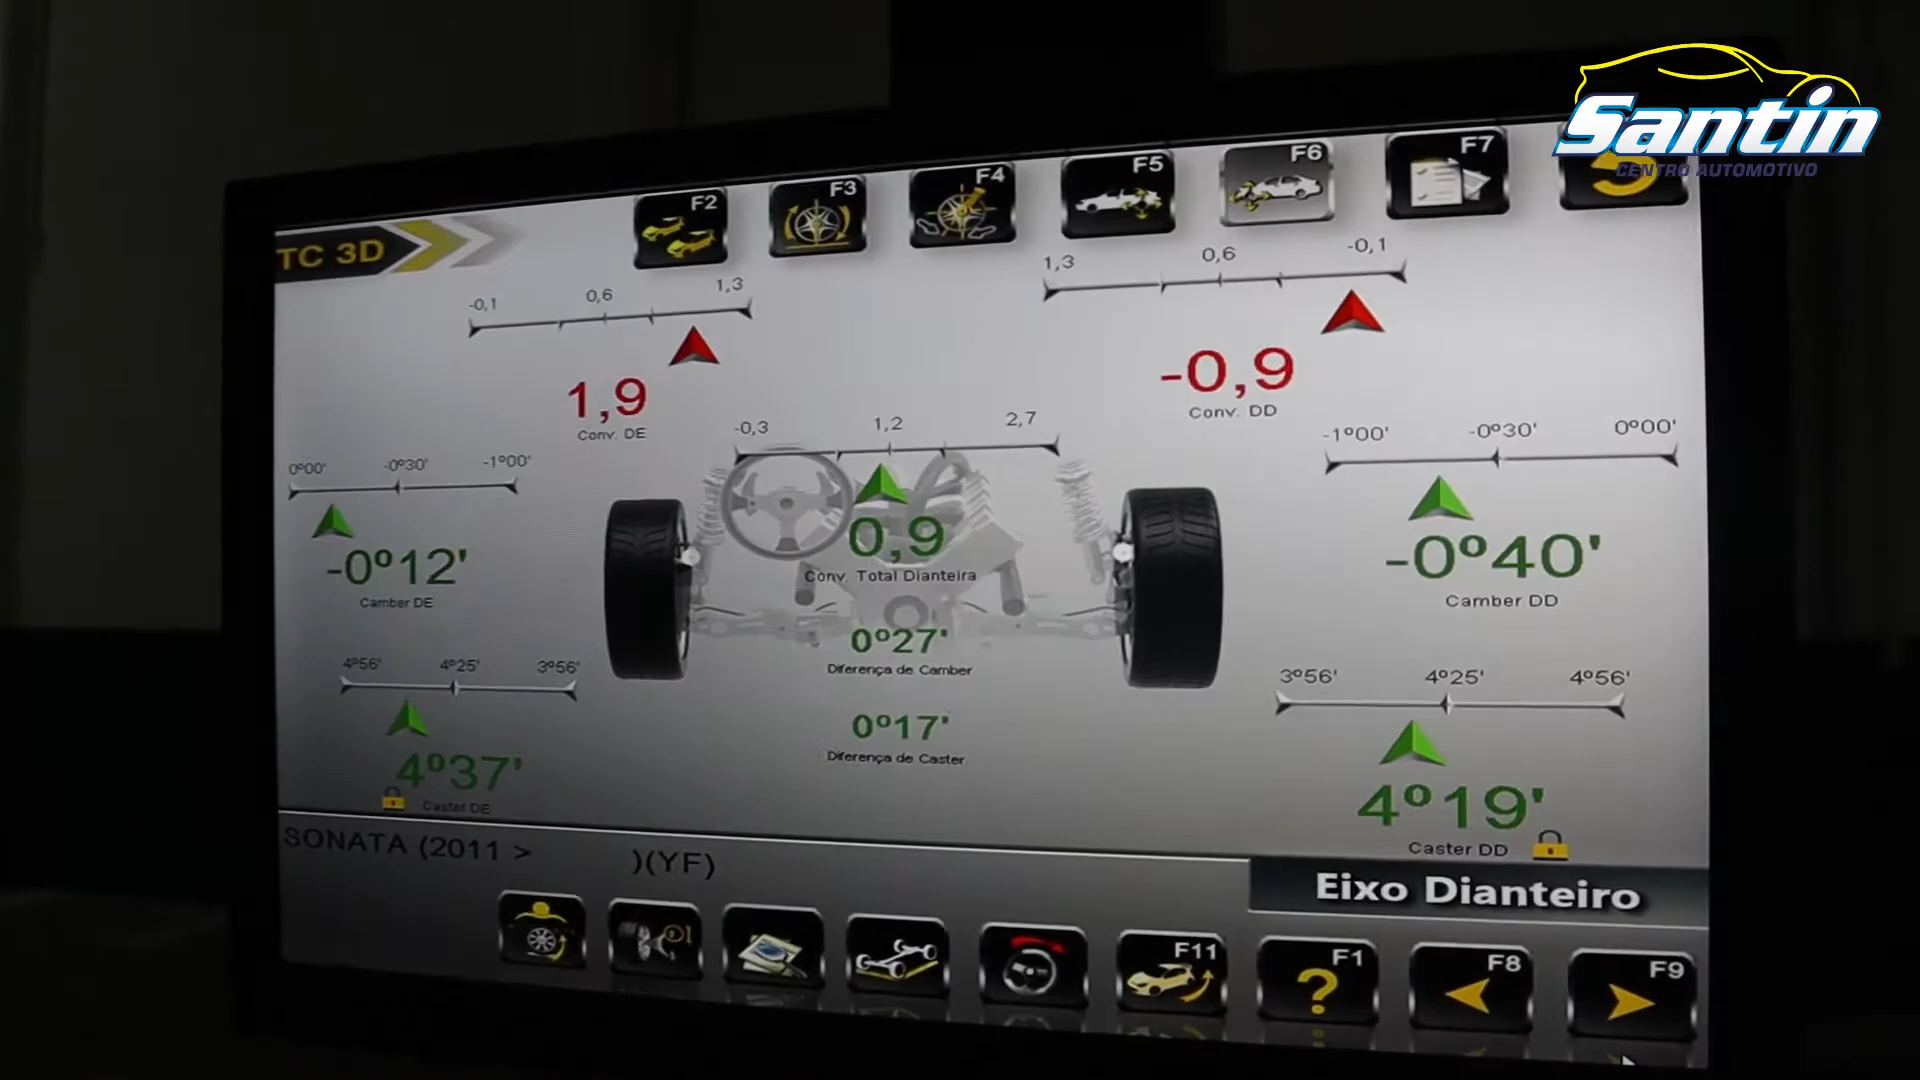 Santin
CENTRO AUTOMOTIVO
TC 3D
F2
F3
F4
F5
F6
F7
-0,1 0,6 1,3
1,3 0,6 -0,1
1,9
Conv. DE
-0,9
Conv. DD
-0,3 1,2 2,7
0,9
Conv. Total Dianteira
0º00' -0º30' -1º00'
-0º12'
Camber DE
-1º00' -0º30' 0º00'
-0º40'
Camber DD
0º27'
Diferença de Camber
0º17'
Diferença de Caster
4º56' 4º25' 3º56'
4º37'
Caster DE
3º56' 4º25' 4º56'
4º19'
Caster DD
SONATA (2011 > )(YF)
Eixo Dianteiro
F11
?
F1
F8
F9